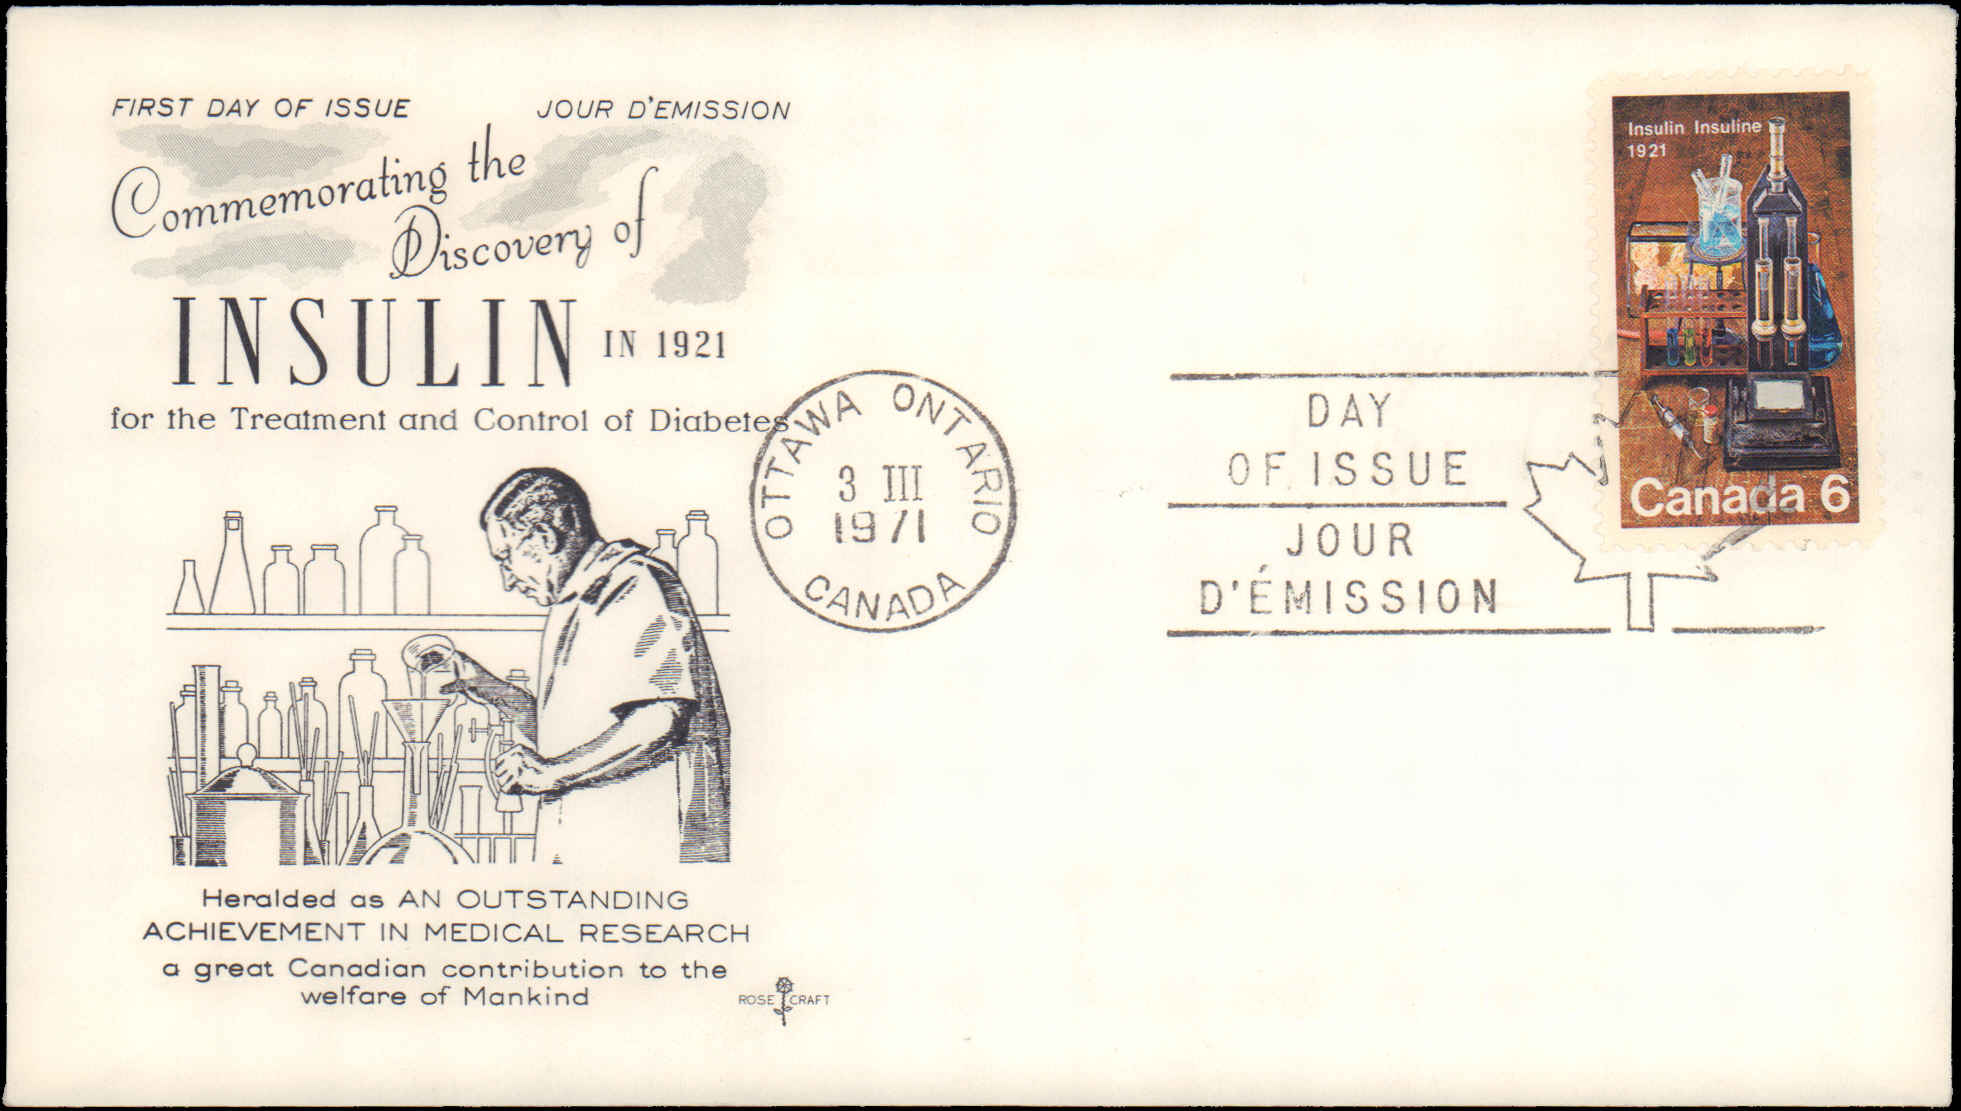 FIRST DAY OF ISSUE
JOUR D'EMISSION
Commemorating the
Discovery of
INSULIN IN 1921
for the Treatment and Control of Diabetes
OTTAWA ONTARIO
3 III
1971
CANADA
DAY
OF ISSUE
JOUR
D'ÉMISSION
Insulin Insuline
1921
Canada 6
Heralded as AN OUTSTANDING
ACHIEVEMENT IN MEDICAL RESEARCH
a great Canadian contribution to the
welfare of Mankind
ROSE CRAFT